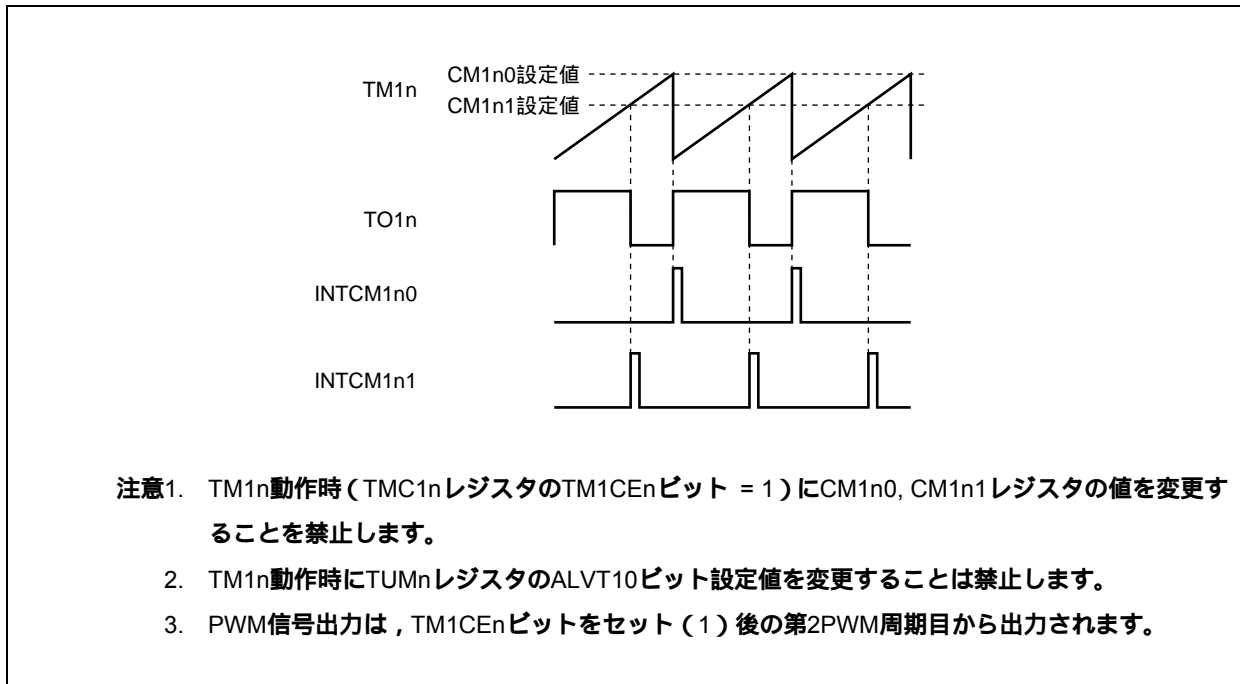 CM1n0設定値
TM1n
CM1n1設定値
TO1n
INTCM1n0
INTCM1n1
注意1. TM1n動作時（TMC1nレジスタのTM1CEnビット = 1）にCM1n0, CM1n1レジスタの値を変更す
ることを禁止します。
2. TM1n動作時にTUMnレジスタのALVT10ビット設定値を変更することは禁止します。
3. PWM信号出力は，TM1CEnビットをセット（1）後の第2PWM周期目から出力されます。